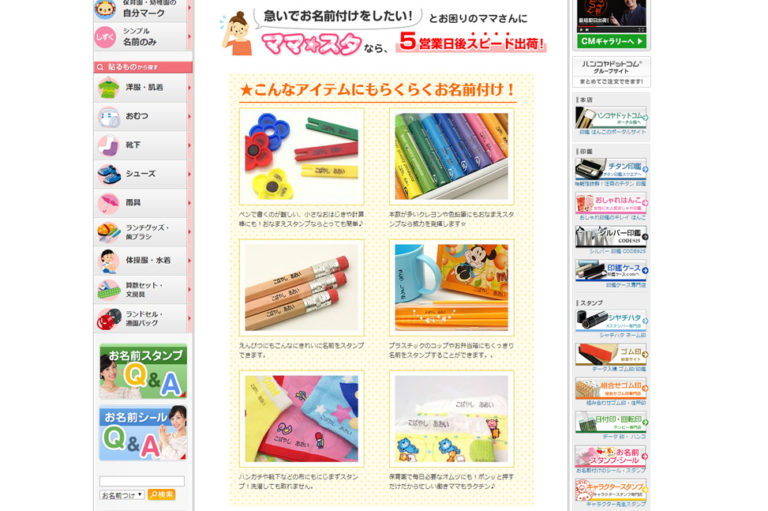 保育園・幼稚園の
自分マーク
しずく
シンプル
名前のみ
貼るものから探す
洋服・肌着
おむつ
靴下
シューズ
雨具
ランチグッズ・
歯ブラシ
体操服・水着
算数セット・
文房具
ランドセル・
通園バッグ
お名前スタンプ
Q&A
お名前シール
Q&A
お名前つけ
検索
急いでお名前付けをしたい!
とお困りのママさんに
ママ★スタ なら、5営業日後スピード出荷!
★こんなアイテムにもらくらくお名前付け!
ペンで書くのが難しい、小さなおはじきや計算
棒にも!おなまえスタンプならとっても簡単♪
本数が多いクレヨンや色鉛筆にもおなまえスタ
ンプなら威力を発揮します☆
こばやし あおい
えんぴつにもこんなにきれいに名前をスタンプ
できます。
プラスチックのコップやお弁当箱にもくっきり
名前をスタンプすることができます。、
こばやし あおい
こばやし あおい
ハンカチや靴下などの布にもにじまずスタン
プ!洗濯しても取れません。
保育園で毎日必要なオムツにも!ポンッと押す
だけだから忙しい働きママもラクチン♪
CMギャラリーへ
ハンコヤドットコム
グループサイト
まとめてご注文できます!
本店
ハンコヤドットコム
印鑑 はんこのポータルサイト
印鑑
チタン印鑑
おしゃれはんこ
おしゃれ印鑑のキレイ はんこ
シルバー印鑑
CODE925
シルバー 印鑑 CODE925
印鑑ケース
印鑑ケース専門店
スタンプ
シヤチハタ
シャチハタ ネーム印
ゴム印
データ入稿 ゴム印/印鑑
組合せゴム印
組み合わせゴム印・住所印
日付印・回転印
データ 印・ハンコ
お名前
スタンプ・シール
お名前付けのシール・スタンプ
キャラクタースタンプ
キャラクタースタンプ専門店
キャラクター先生スタンプ